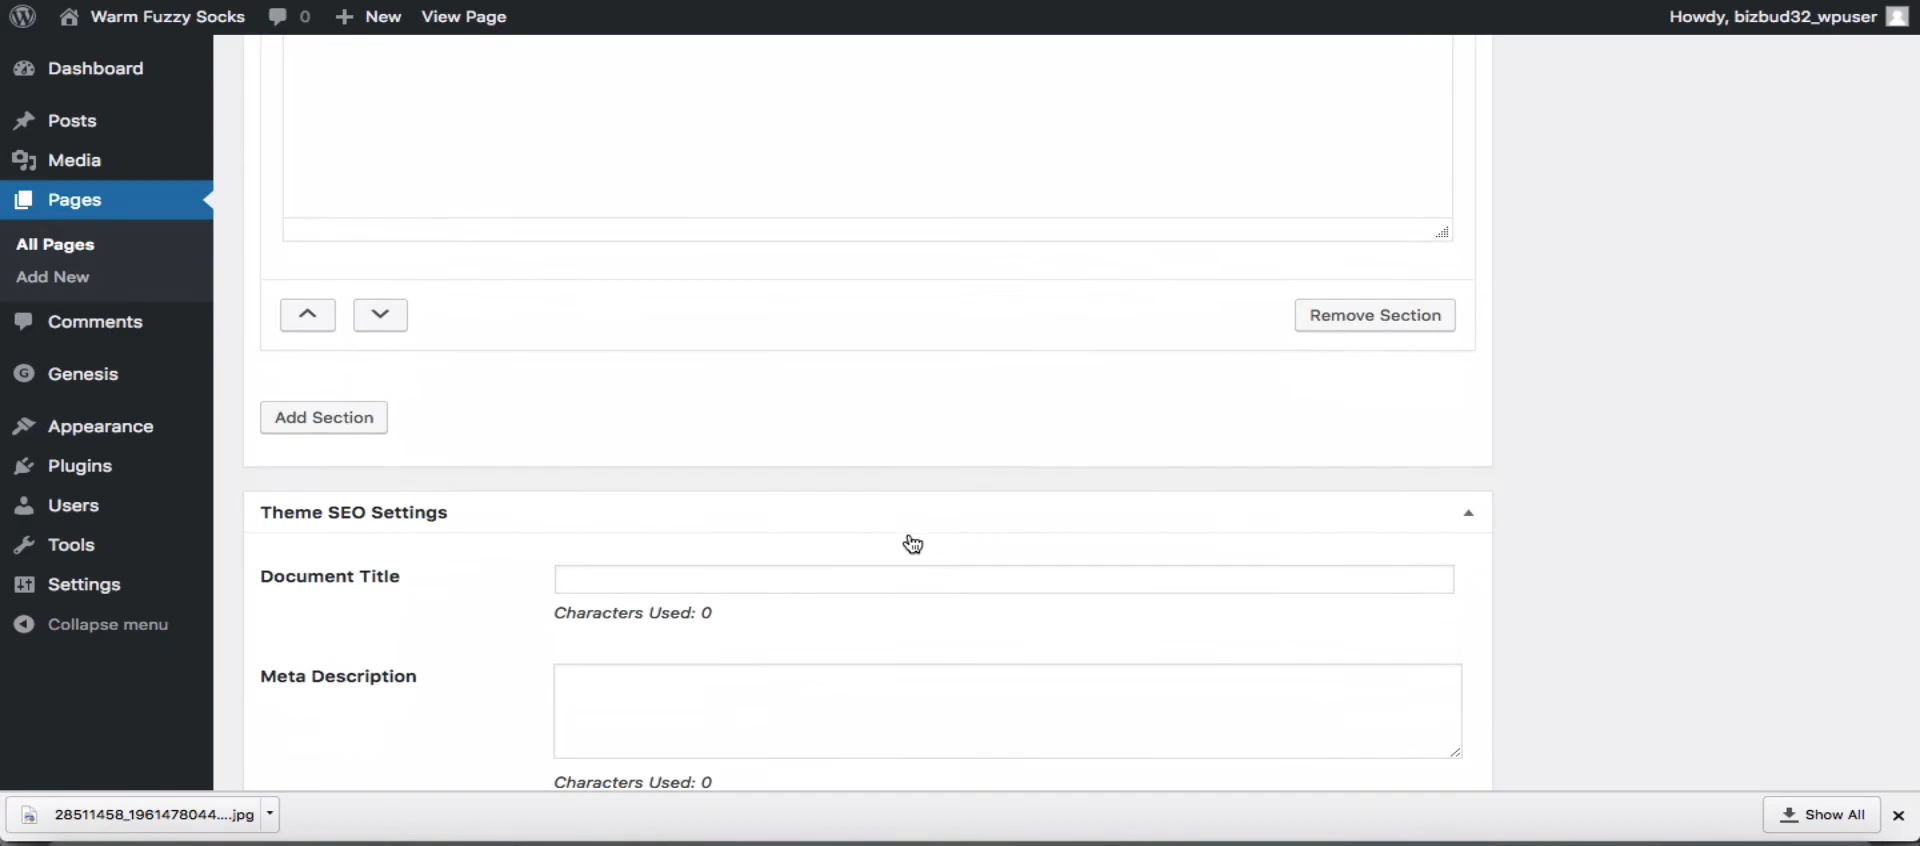 Warm Fuzzy Socks 0 New View Page Howdy, bizbud32_wpuser
Dashboard
Posts
Media
Pages
All Pages
Add New
Comments
Genesis
Appearance
Plugins
Users
Tools
Settings
Collapse menu
Remove Section
Add Section
Theme SEO Settings
Document Title
Characters Used: 0
Meta Description
Characters Used: 0
28511458_1961478044....jpg Show All